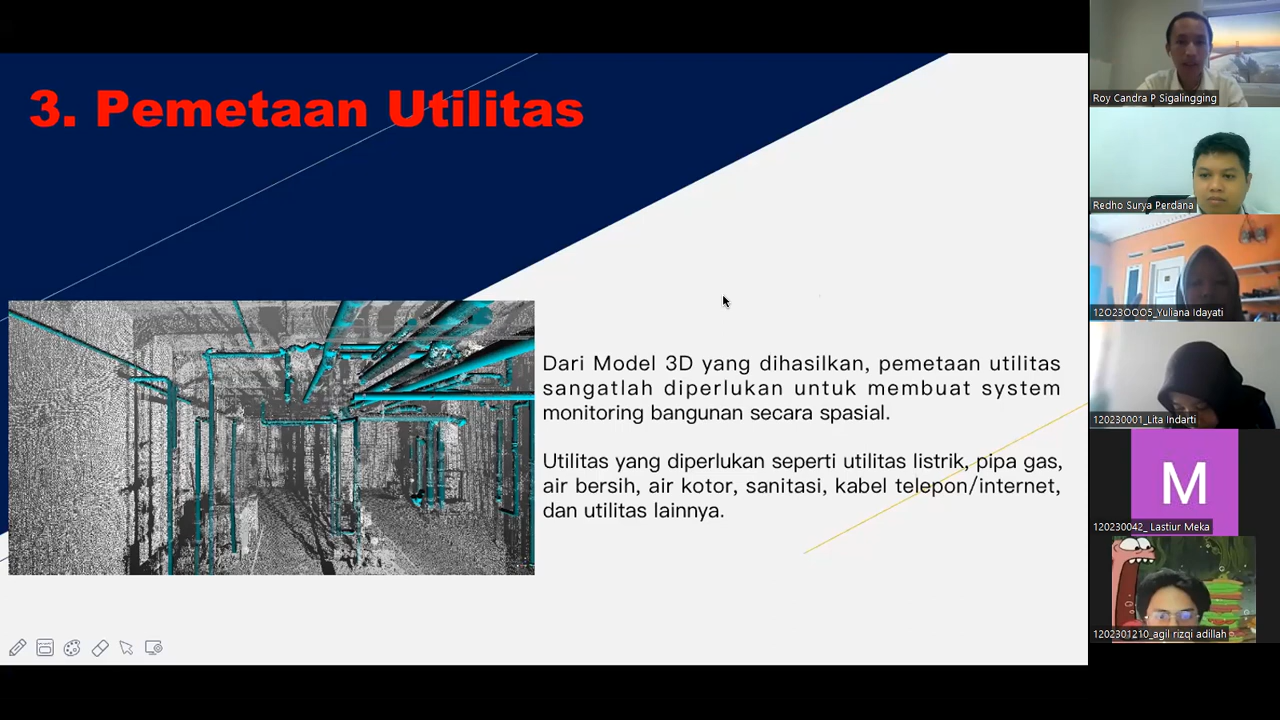 3. Pemetaan Utilitas
Dari Model 3D yang dihasilkan, pemetaan utilitas
sangatlah diperlukan untuk membuat system
monitoring bangunan secara spasial.
Utilitas yang diperlukan seperti utilitas listrik, pipa gas,
air bersih, air kotor, sanitasi, kabel telepon/internet,
dan utilitas lainnya.
Roy Candra P Sigalingging
Redho Surya Perdana
12O23OOO5_Yuliana Idayati
120230001_Lita Indarti
M
120230042_ Lastiur Meka
1202301210_agil rizqi adillah